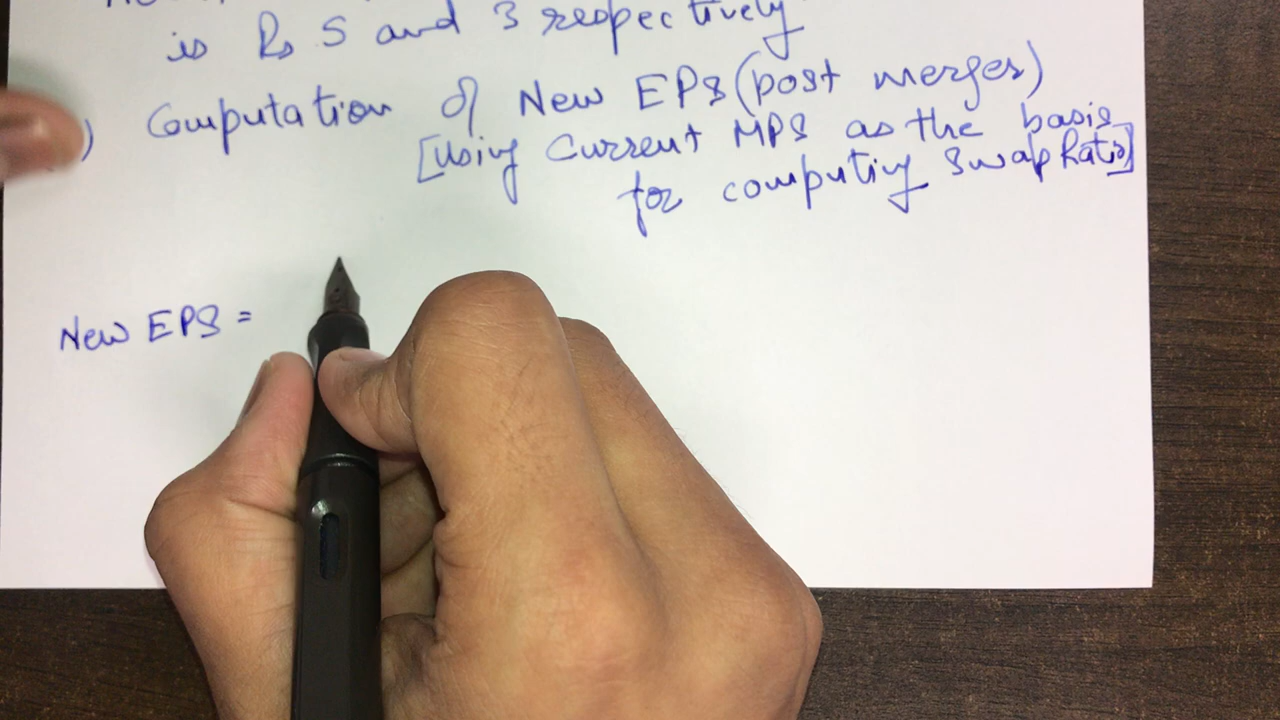 is Rs 5 and 3 respectively
) Computation of New EPS (post merger)
[Using Current MPS as the basis
for computing Swap Ratio]
New EPS =